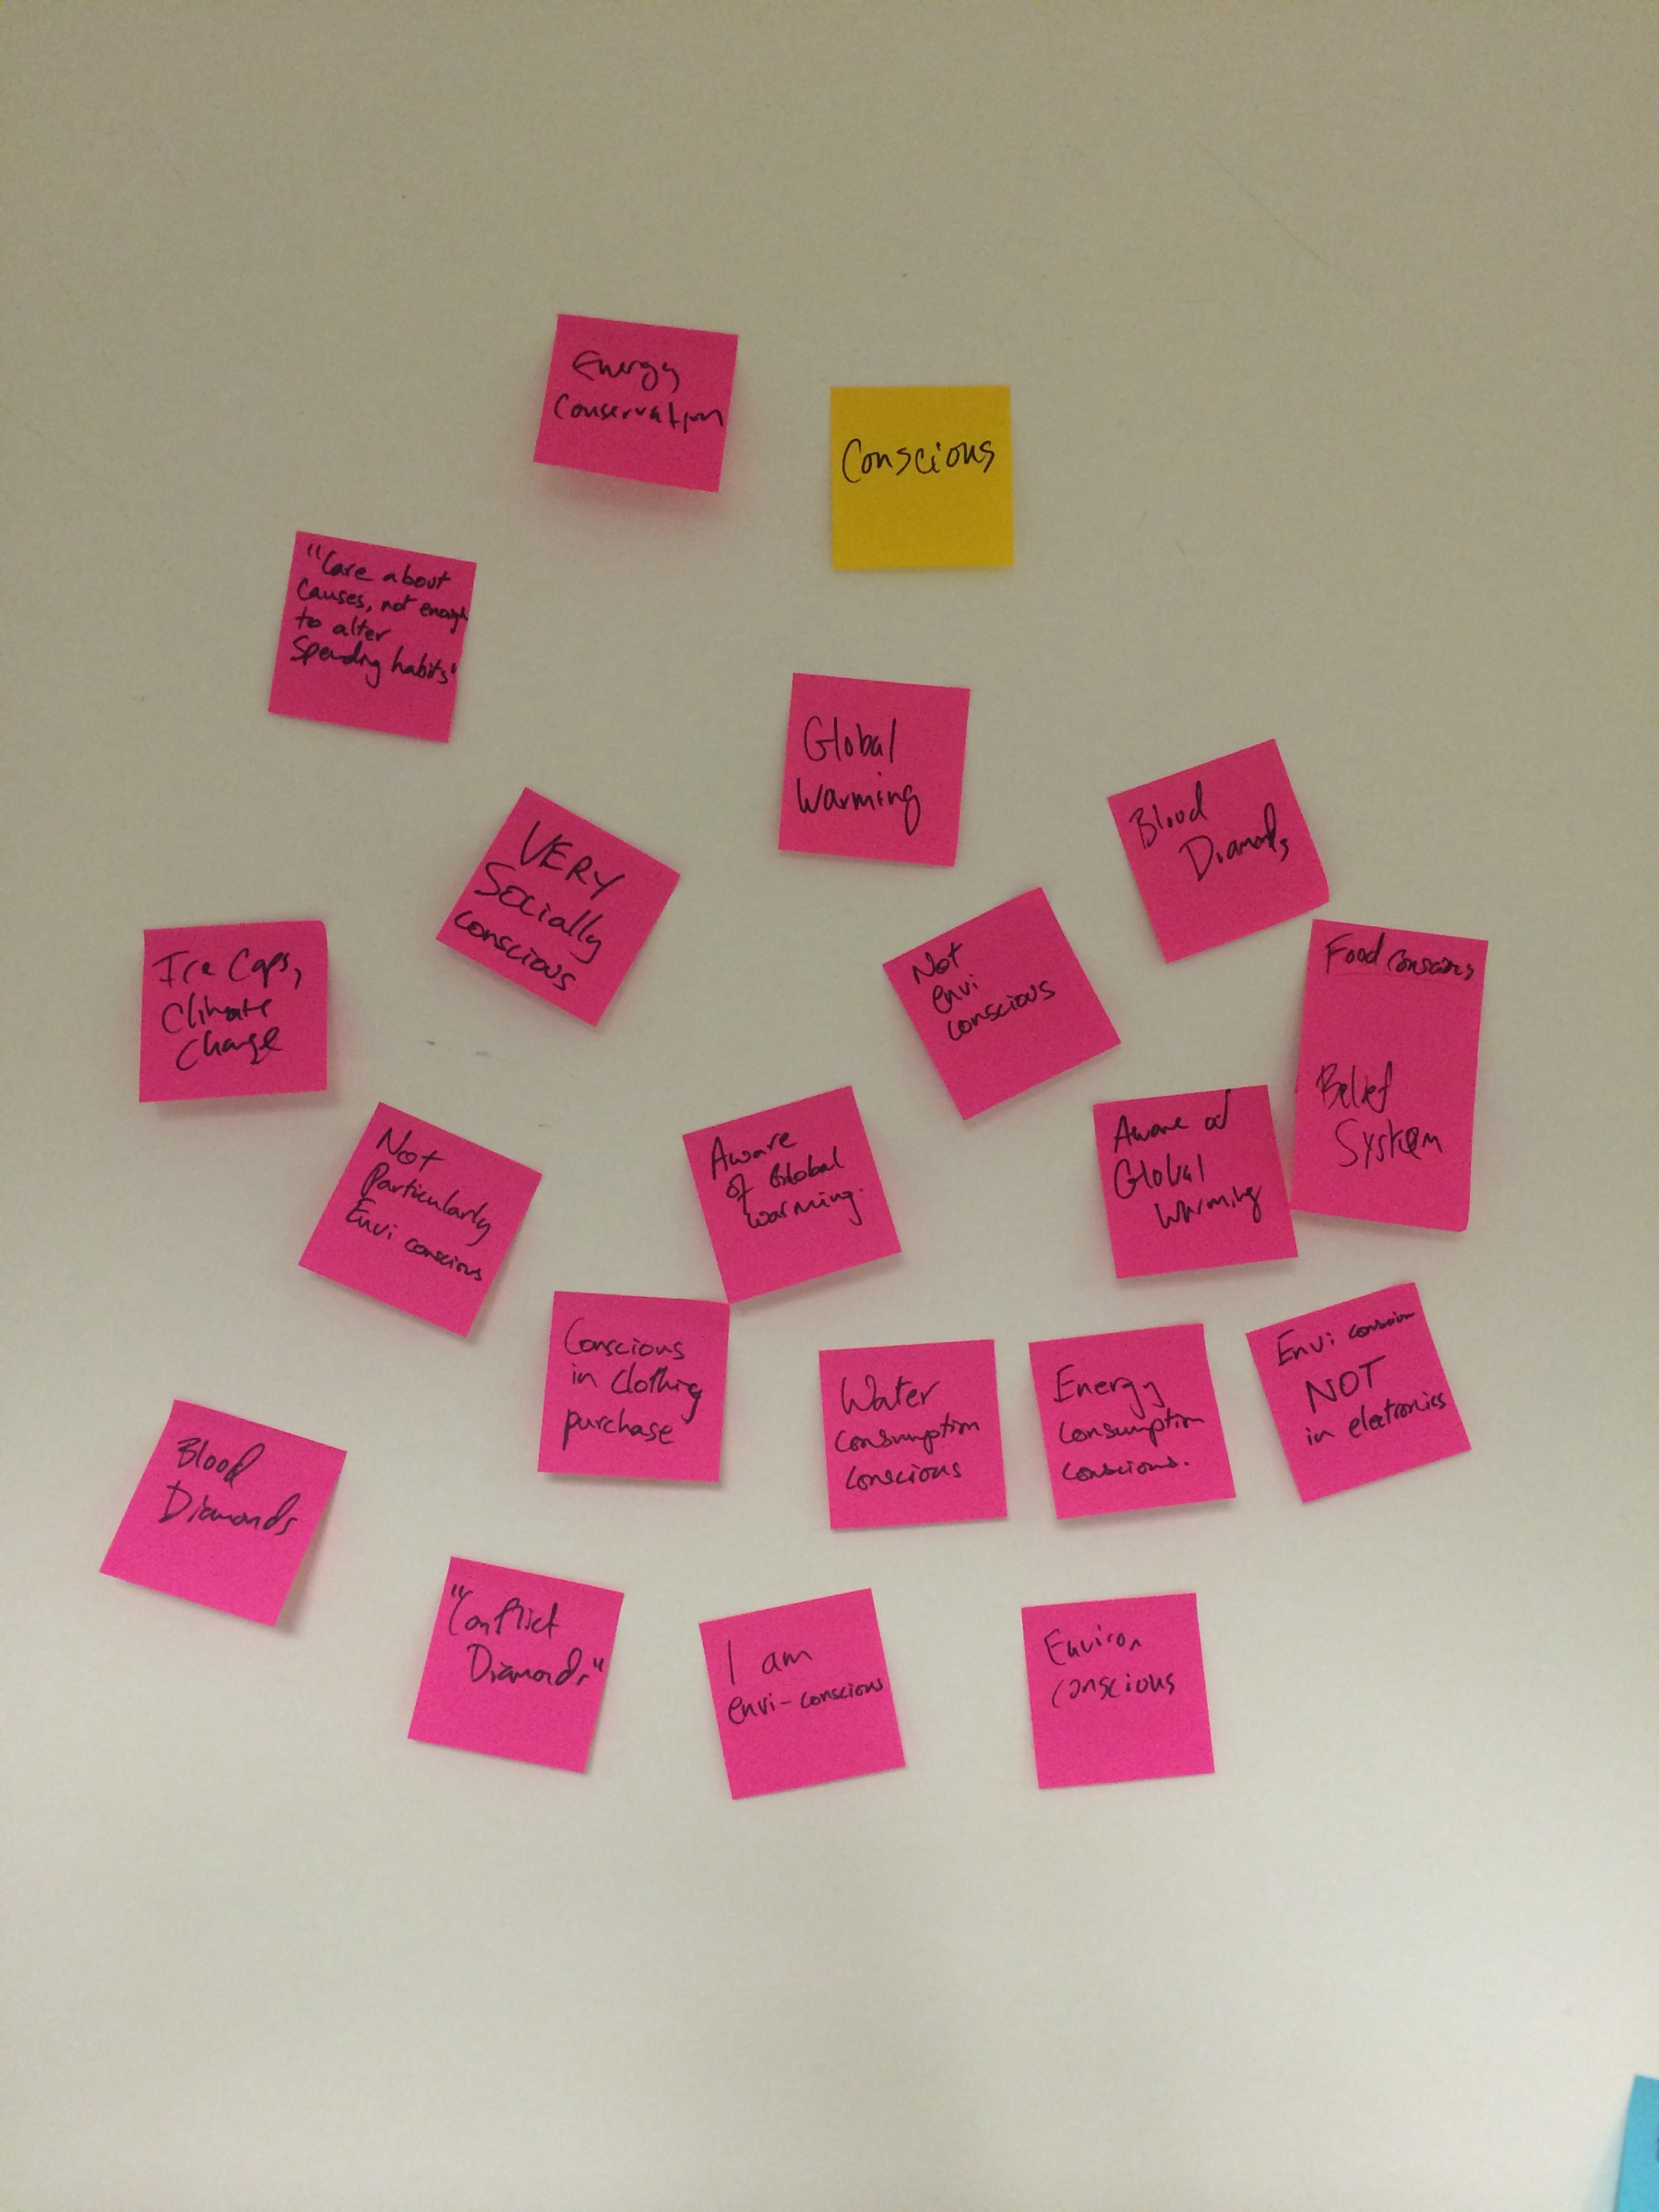 Energy
Conservation
Conscious
"Care about
Causes, not enough
to alter
Spending habits"
Global
Warming
Blood
Diamonds
VERY
Socially
conscious
Not
envi
conscious
Ice Caps,
Climate
Change
Food conscious
Belief
System
Not
Particularly
Envi conscious
Aware
of Global
warming.
Aware of
Global
Warming
Conscious
in clothing
purchase
Water
consumption
conscious
Energy
consumption
conscious.
Envi conscious
NOT
in electronics
Blood
Diamonds
"Conflict
Diamonds"
I am
envi-conscious
Environ
conscious